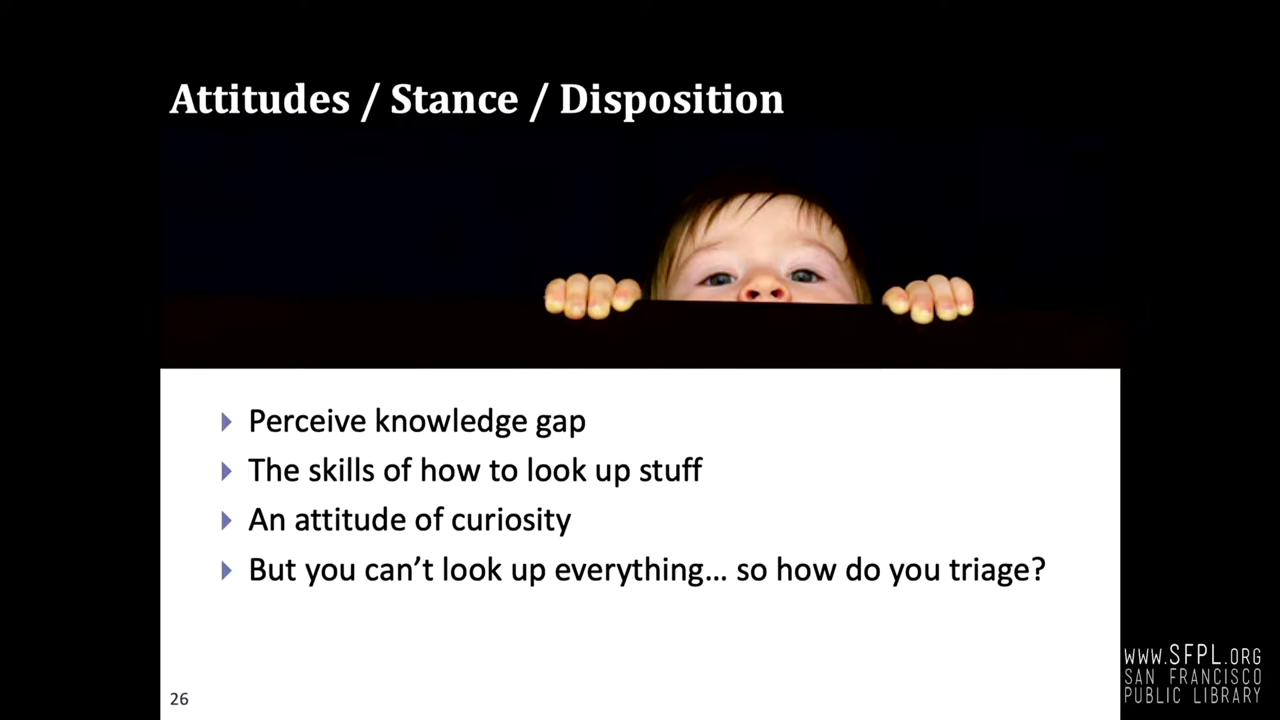 Attitudes / Stance / Disposition
Perceive knowledge gap
The skills of how to look up stuff
An attitude of curiosity
But you can’t look up everything… so how do you triage?
26
WWW.SFPL.ORG
SAN FRANCISCO
PUBLIC LIBRARY